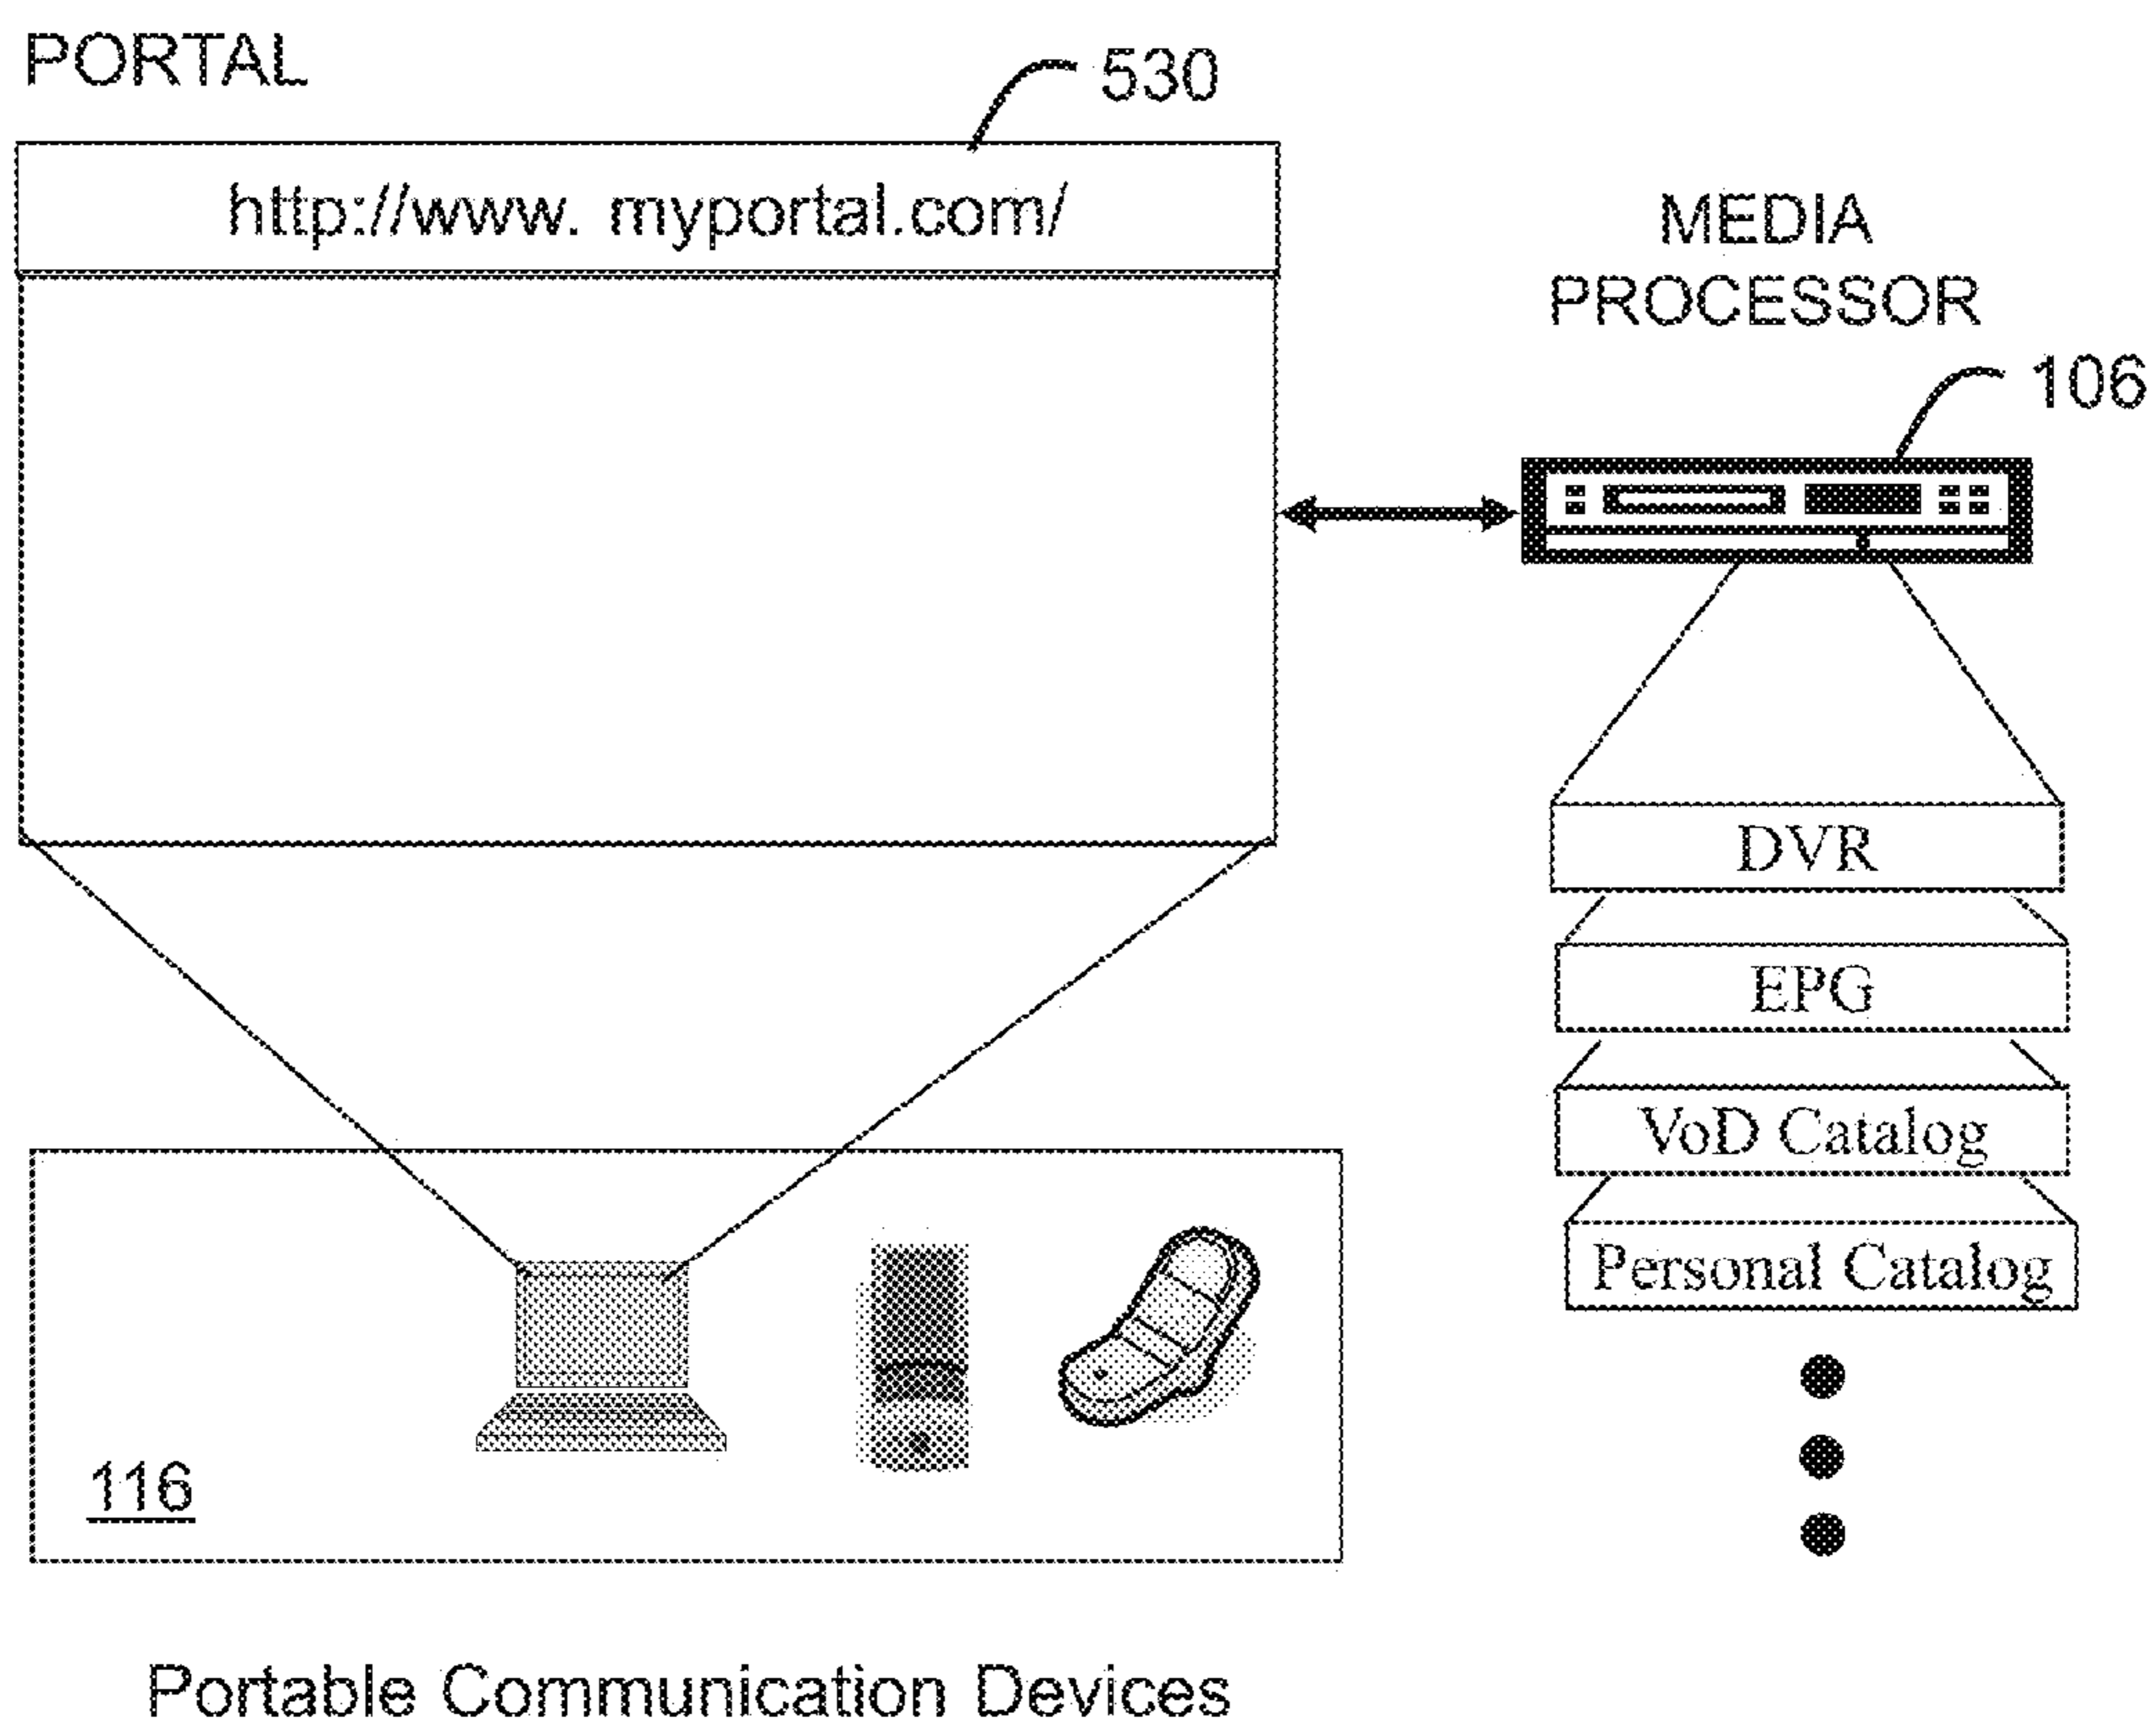 PORTAL
530
http://www. myportal.com/
MEDIA
PROCESSOR
106
DVR
EPG
VoD Catalog
Personal Catalog
116
Portable Communication Devices